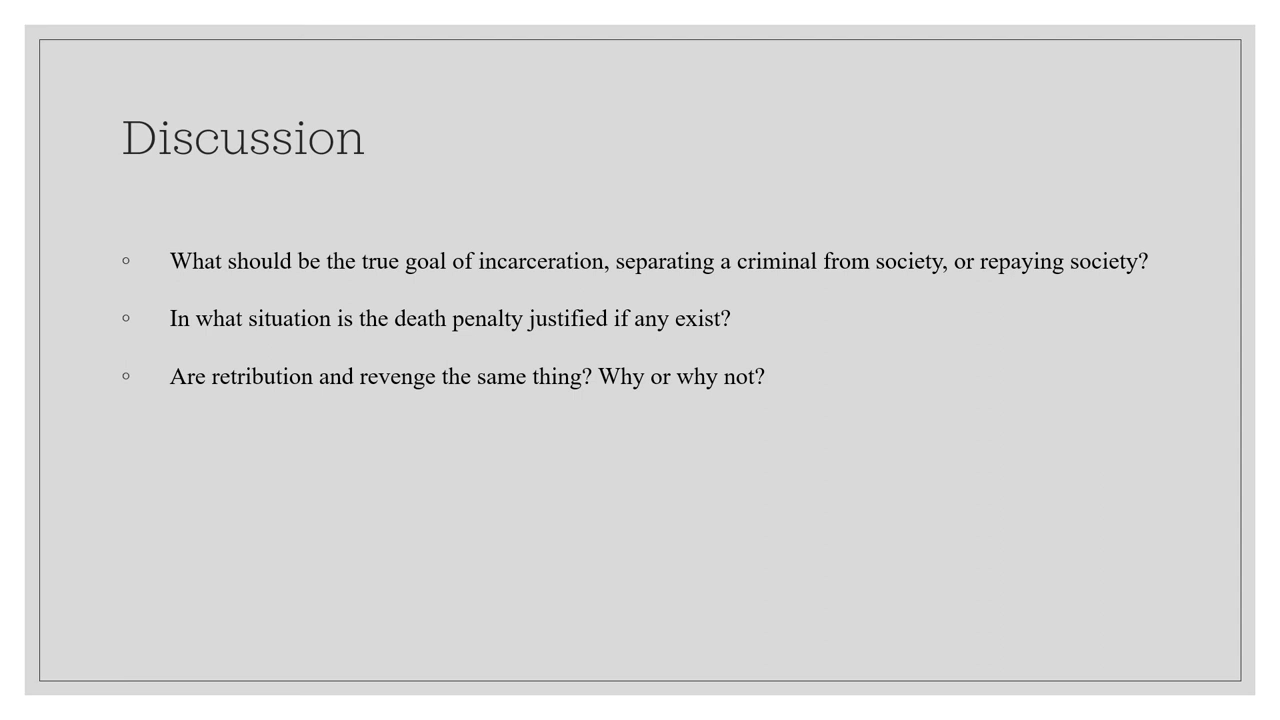 Discussion
◦ What should be the true goal of incarceration, separating a criminal from society, or repaying society?
◦ In what situation is the death penalty justified if any exist?
◦ Are retribution and revenge the same thing? Why or why not?